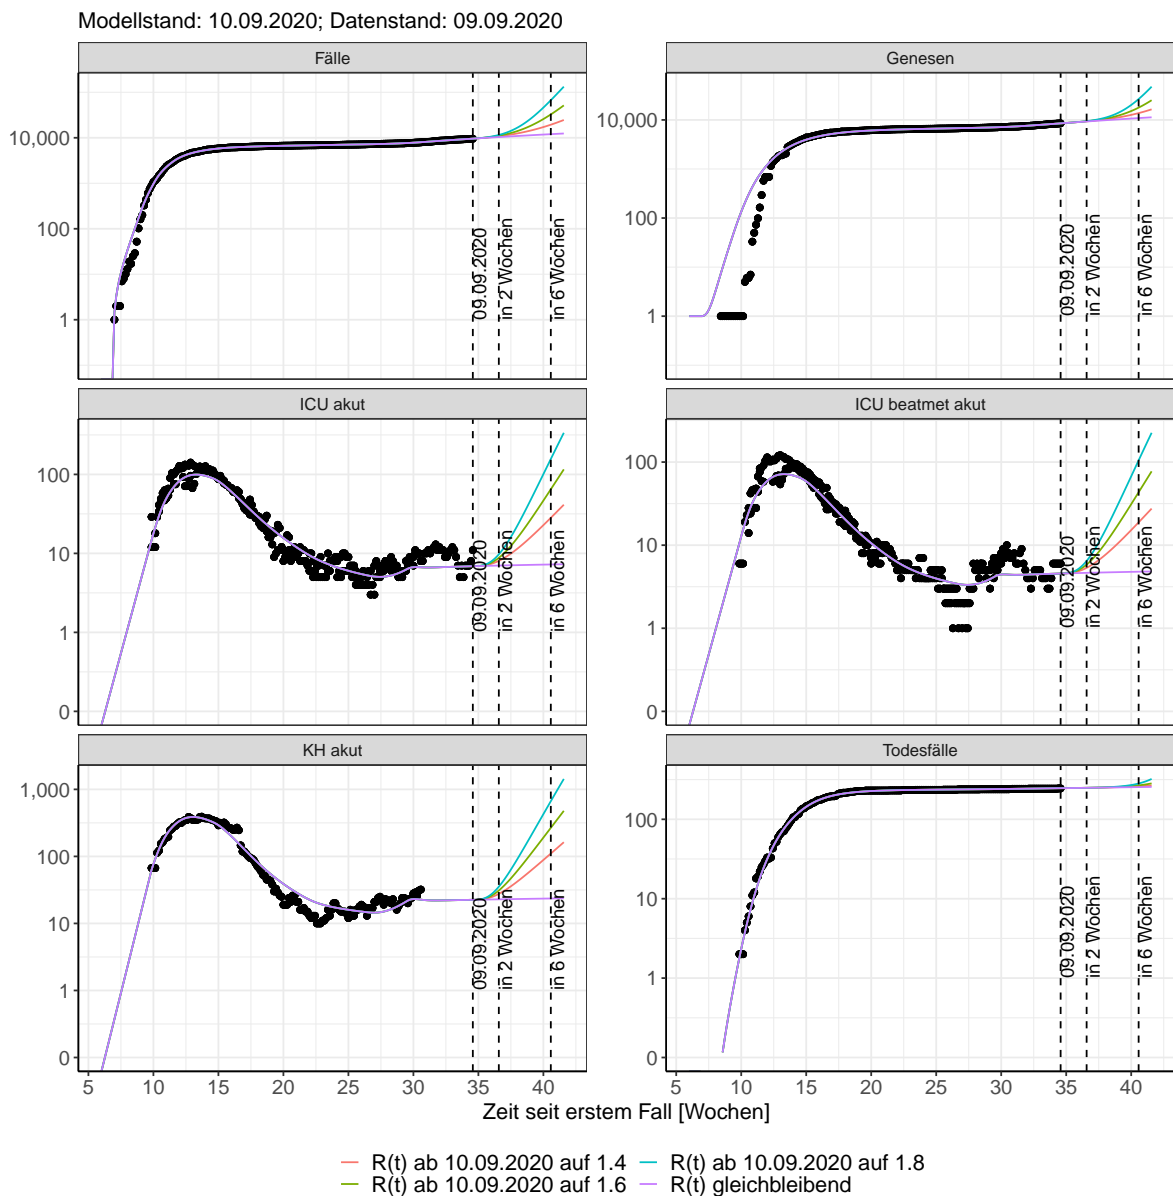 Modellstand: 10.09.2020; Datenstand: 09.09.2020
Fälle
Genesen
10,000
100
1
09.09.2020
in 2 Wochen
in 6 Wochen
10,000
100
1
09.09.2020
in 2 Wochen
in 6 Wochen
ICU akut
ICU beatmet akut
100
10
1
0
09.09.2020
in 2 Wochen
in 6 Wochen
100
10
1
0
09.09.2020
in 2 Wochen
in 6 Wochen
KH akut
Todesfälle
1,000
100
10
1
0
09.09.2020
in 2 Wochen
in 6 Wochen
100
10
1
0
09.09.2020
in 2 Wochen
in 6 Wochen
5 10 15 20 25 30 35 40
5 10 15 20 25 30 35 40
Zeit seit erstem Fall [Wochen]
R(t) ab 10.09.2020 auf 1.4
R(t) ab 10.09.2020 auf 1.8
R(t) ab 10.09.2020 auf 1.6
R(t) gleichbleibend